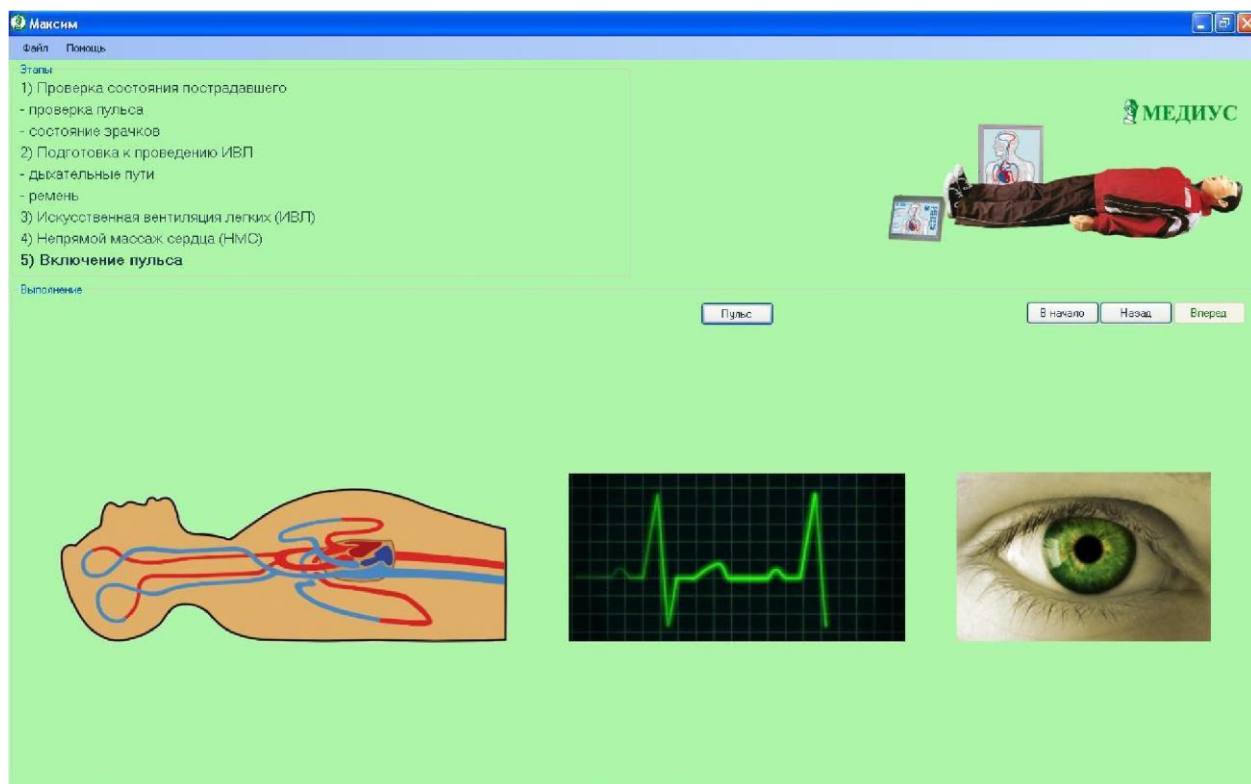 Максим
Файл Помощь
Этапы
1) Проверка состояния пострадавшего
- проверка пульса
- состояние зрачков
2) Подготовка к проведению ИВЛ
- дыхательные пути
- ремень
3) Искусственная вентиляция легких (ИВЛ)
4) Непрямой массаж сердца (НМС)
5) Включение пульса
МЕДИУС
Выполнение
Пульс
В начало Назад Вперед